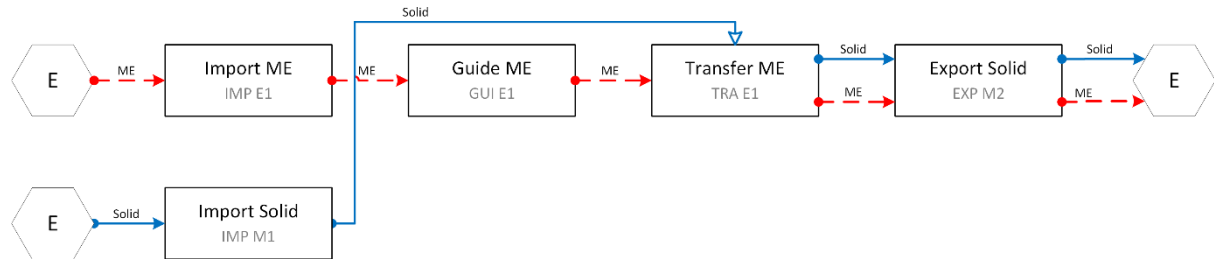 Solid
E
ME
Import ME
IMP E1
ME
Guide ME
GUI E1
ME
Transfer ME
TRA E1
Solid
ME
Export Solid
EXP M2
Solid
ME
E
E
Solid
Import Solid
IMP M1